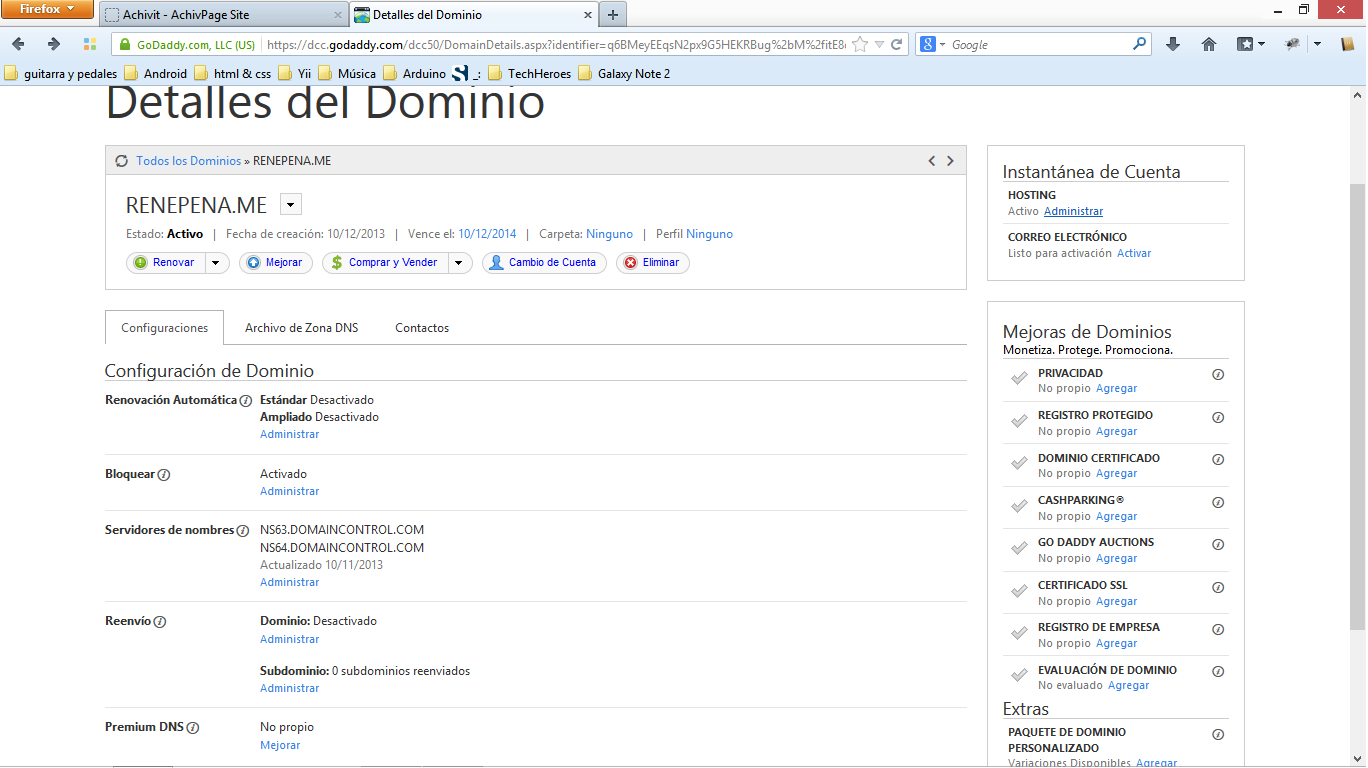 Firefox
Achivit - AchivPage Site
Detalles del Dominio
GoDaddy.com, LLC (US)
https://dcc.godaddy.com/dcc50/DomainDetails.aspx?identifier=q6BMeyEEqsN2px9G5HEKRBug%2bM%2fitE8
Google
guitarra y pedales
Android
html & css
Yii
Música
Arduino
_:
TechHeroes
Galaxy Note 2
Detalles del Dominio
Todos los Dominios » RENEPENA.ME
RENEPENA.ME
Estado: Activo | Fecha de creación: 10/12/2013 | Vence el: 10/12/2014 | Carpeta: Ninguno | Perfil Ninguno
Renovar
Mejorar
Comprar y Vender
Cambio de Cuenta
Eliminar
Configuraciones
Archivo de Zona DNS
Contactos
Configuración de Dominio
Renovación Automática
Estándar Desactivado
Ampliado Desactivado
Administrar
Bloquear
Activado
Administrar
Servidores de nombres
NS63.DOMAINCONTROL.COM
NS64.DOMAINCONTROL.COM
Actualizado 10/11/2013
Administrar
Reenvío
Dominio: Desactivado
Administrar
Subdominio: 0 subdominios reenviados
Administrar
Premium DNS
No propio
Mejorar
Instantánea de Cuenta
HOSTING
Activo Administrar
CORREO ELECTRÓNICO
Listo para activación Activar
Mejoras de Dominios
Monetiza. Protege. Promociona.
PRIVACIDAD
No propio Agregar
REGISTRO PROTEGIDO
No propio Agregar
DOMINIO CERTIFICADO
No propio Agregar
CASHPARKING®
No propio Agregar
GO DADDY AUCTIONS
No propio Agregar
CERTIFICADO SSL
No propio Agregar
REGISTRO DE EMPRESA
No propio Agregar
EVALUACIÓN DE DOMINIO
No evaluado Agregar
Extras
PAQUETE DE DOMINIO
PERSONALIZADO
Variaciones Disponibles Agregar